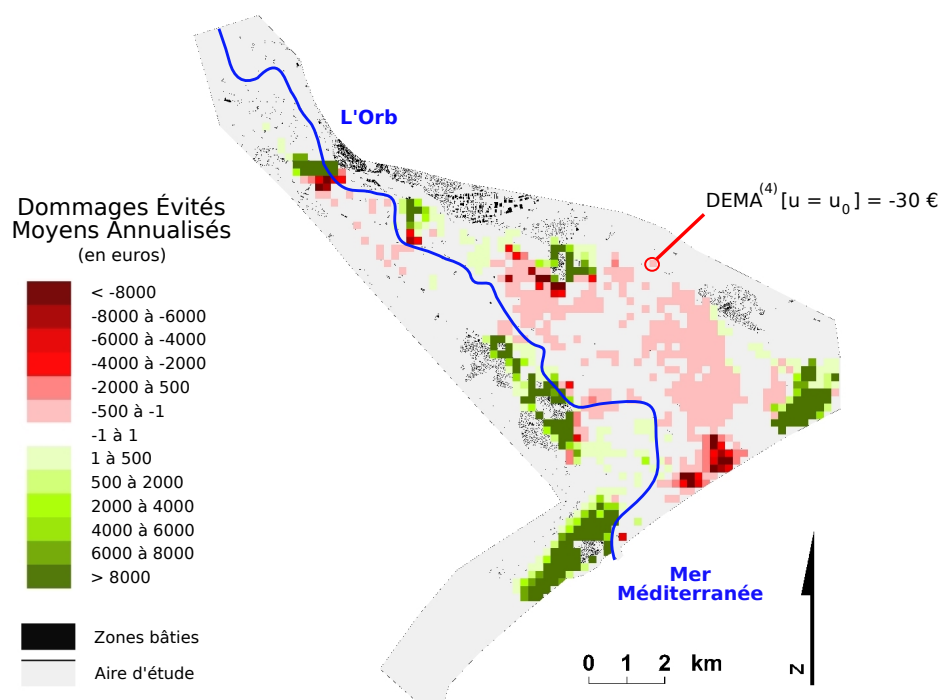 L'Orb
DEMA(4) [u = u0 ] = -30 €
Dommages Évités
Moyens Annualisés
(en euros)
< -8000
-8000 à -6000
-6000 à -4000
-4000 à -2000
-2000 à 500
-500 à -1
-1 à 1
1 à 500
500 à 2000
2000 à 4000
4000 à 6000
6000 à 8000
> 8000
Zones bâties
Aire d'étude
Mer
Méditerranée
0 1 2 km
N